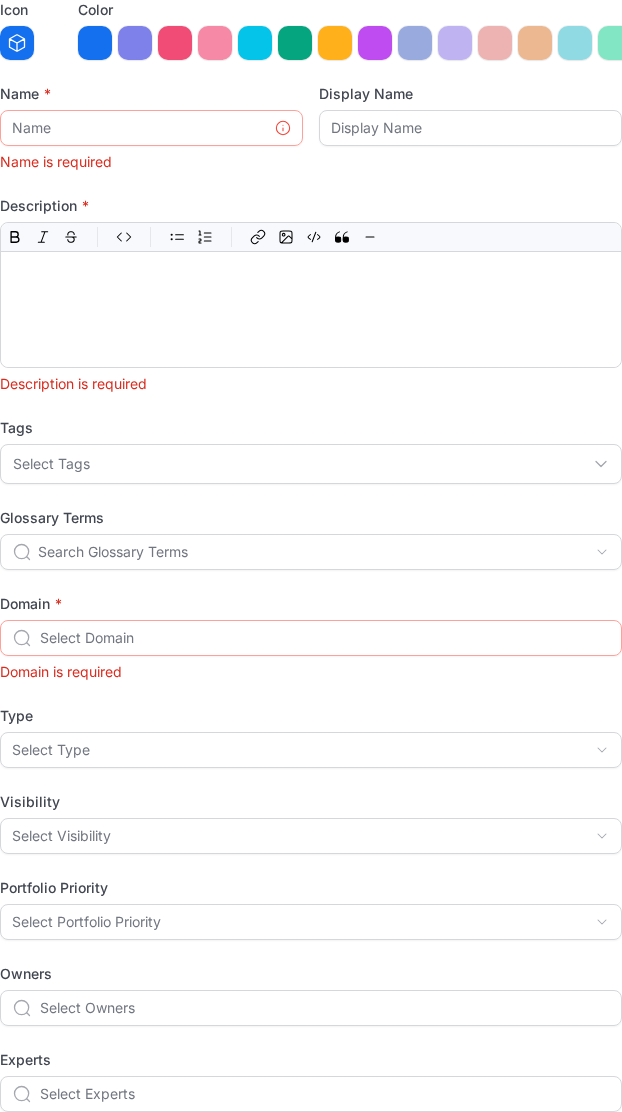 Icon Color
Name * Display Name
Name Display Name
Name is required
Description *
Description is required
Tags
Select Tags
Glossary Terms
Search Glossary Terms
Domain *
Select Domain
Domain is required
Type
Select Type
Visibility
Select Visibility
Portfolio Priority
Select Portfolio Priority
Owners
Select Owners
Experts
Select Experts